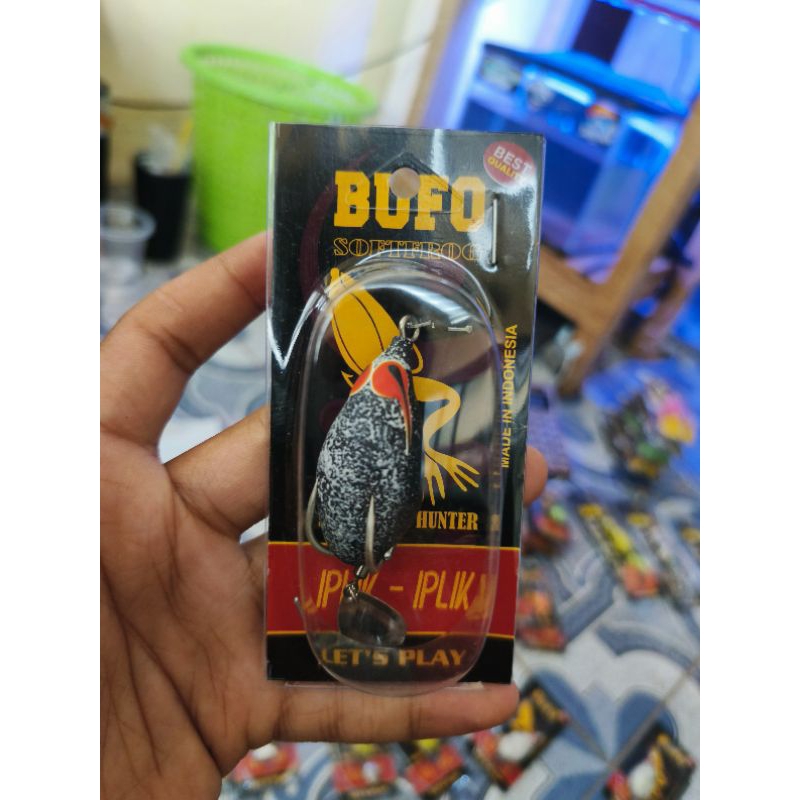 BEST
QUALITY
BUFO
SOFTFROG
MADE IN INDONESIA
HUNTER
IPLIK - IPLIK
LET'S PLAY